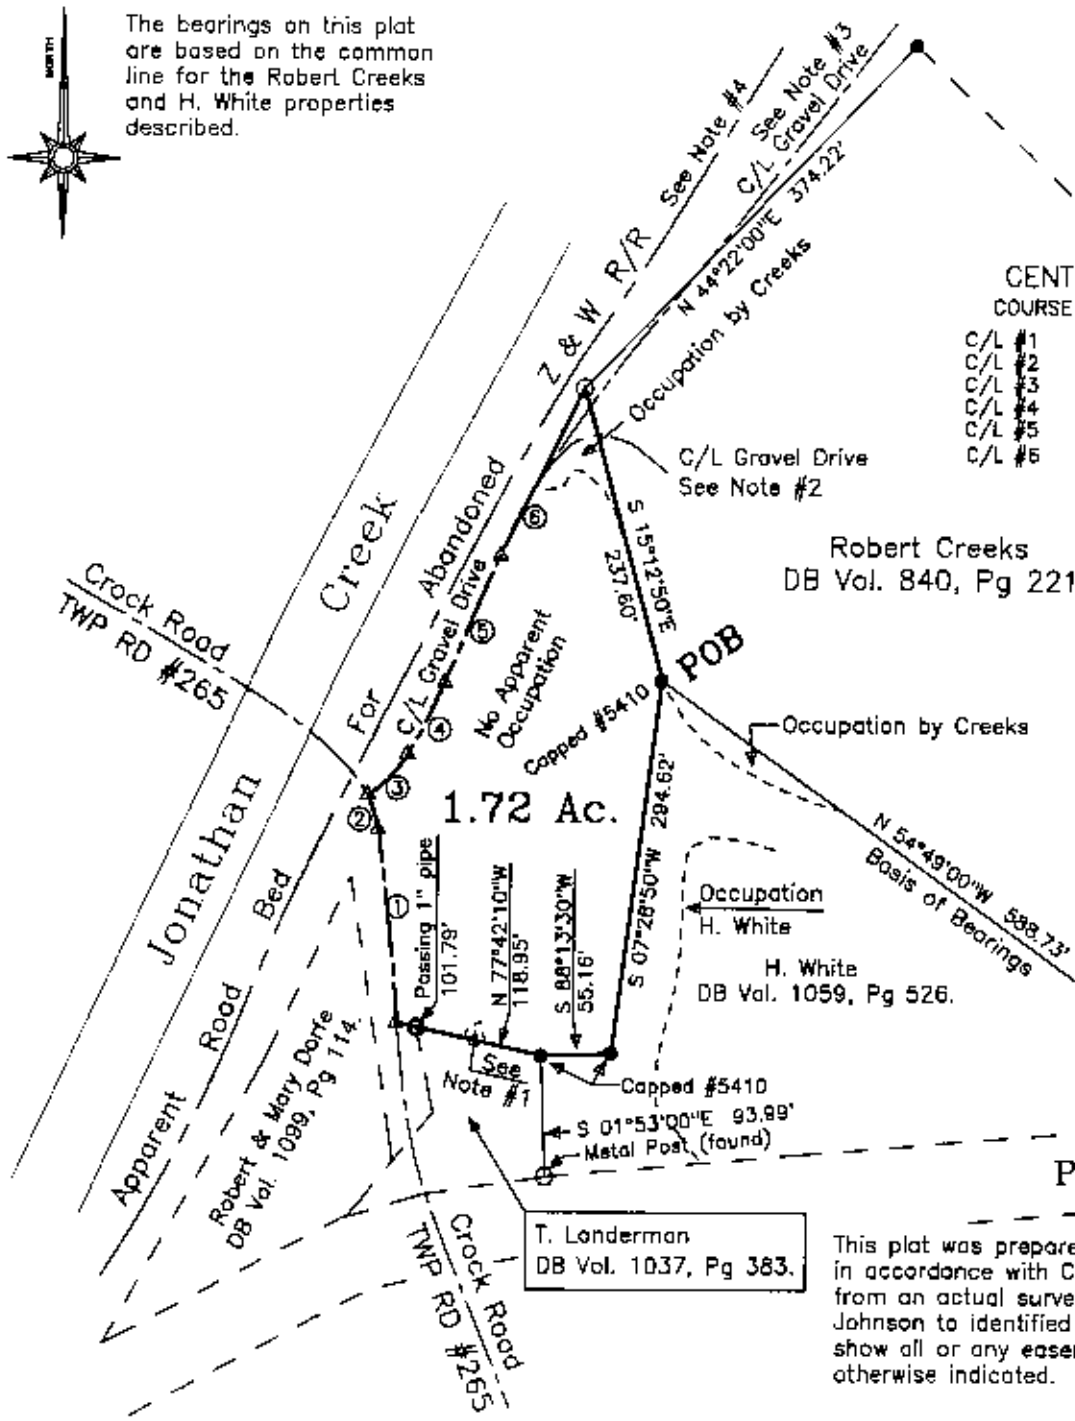 NORTH
The bearings on this plat
are based on the common
line for the Robert Creeks
and H. White properties
described.
See Note #4
See Note #3
C/L Gravel Drive
N 44°22'00"E 374.22'
Z & W R/R
Occupation by Creeks
CENT
COURSE
C/L #1
C/L #2
C/L #3
C/L #4
C/L #5
C/L #6
C/L Gravel Drive
See Note #2
Robert Creeks
DB Vol. 840, Pg 221
S 15°12'50"E
237.60'
For Abandoned
C/L Gravel Drive
6
5
4
3
2
1
No Apparent
Occupation
Jonathan Creek
Crock Road
TWP RD #265
POB
Capped #5410
Occupation by Creeks
1.72 Ac.
294.62'
S 07°28'50"W
N 54°49'00"W 588.73'
Basis of Bearings
Passing 1" pipe
101.79'
N 77°42'10"W
118.95'
S 88°13'30"W
55.16'
Occupation
H. White
H. White
DB Vol. 1059, Pg 526.
Apparent Road Bed
Robert & Mary Dorfe
DB Vol. 1099, Pg 114.
See
Note #1
Capped #5410
S 01°53'00"E 93.99'
Metal Post (found)
P
T. Landerman
DB Vol. 1037, Pg 383.
Crock Road
TWP RD #265
This plat was prepare
in accordance with C
from an actual surve
Johnson to identified
show all or any easer
otherwise indicated.